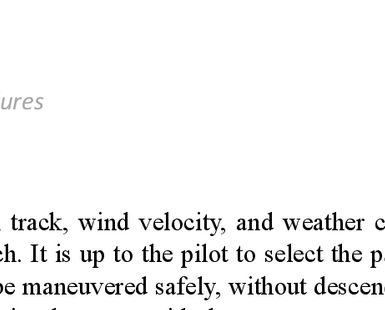 ures
track, wind velocity, and weather c
ch. It is up to the pilot to select the pa
be maneuvered safely, without descen